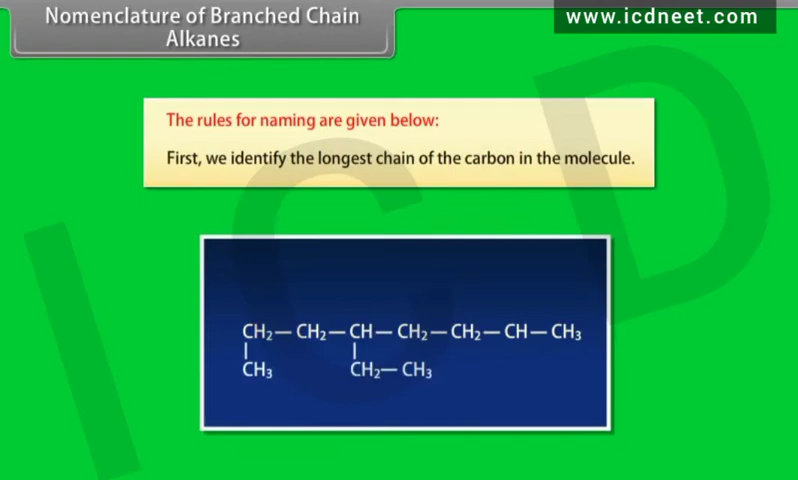 Nomenclature of Branched Chain
Alkanes
www.icdneet.com
The rules for naming are given below:
First, we identify the longest chain of the carbon in the molecule.
CH₂—CH₂—CH—CH₂—CH₂—CH—CH₃
| |
CH₃ CH₂—CH₃
ICD